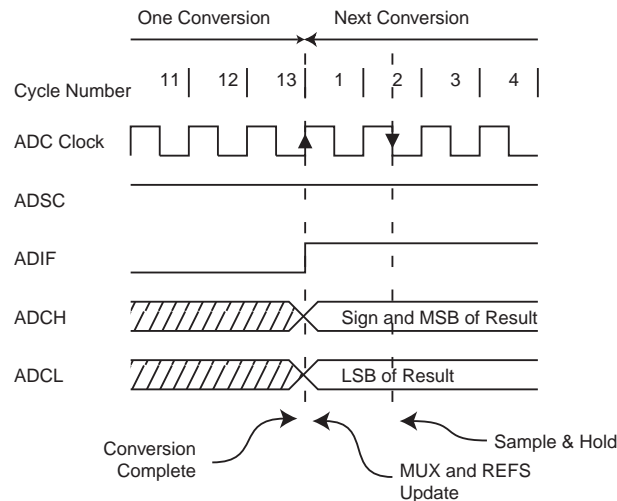 One Conversion Next Conversion
Cycle Number 11 12 13 1 2 3 4
ADC Clock
ADSC
ADIF
ADCH Sign and MSB of Result
ADCL LSB of Result
Conversion
Complete
MUX and REFS
Update
Sample & Hold